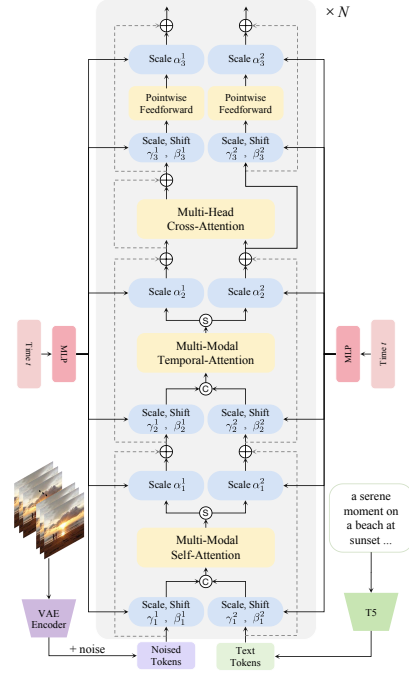 × N
Scale α₃¹
Scale α₃²
Pointwise
Feedforward
Pointwise
Feedforward
Scale, Shift
γ₃¹ , β₃¹
Scale, Shift
γ₃² , β₃²
Multi-Head
Cross-Attention
Scale α₂¹
Scale α₂²
S
Time t
MLP
Multi-Modal
Temporal-Attention
MLP
Time t
C
Scale, Shift
γ₂¹ , β₂¹
Scale, Shift
γ₂² , β₂²
Scale α₁¹
Scale α₁²
S
a serene
moment on
a beach at
sunset ...
Multi-Modal
Self-Attention
C
Scale, Shift
γ₁¹ , β₁¹
Scale, Shift
γ₁² , β₁²
VAE
Encoder
T5
+ noise
Noised
Tokens
Text
Tokens